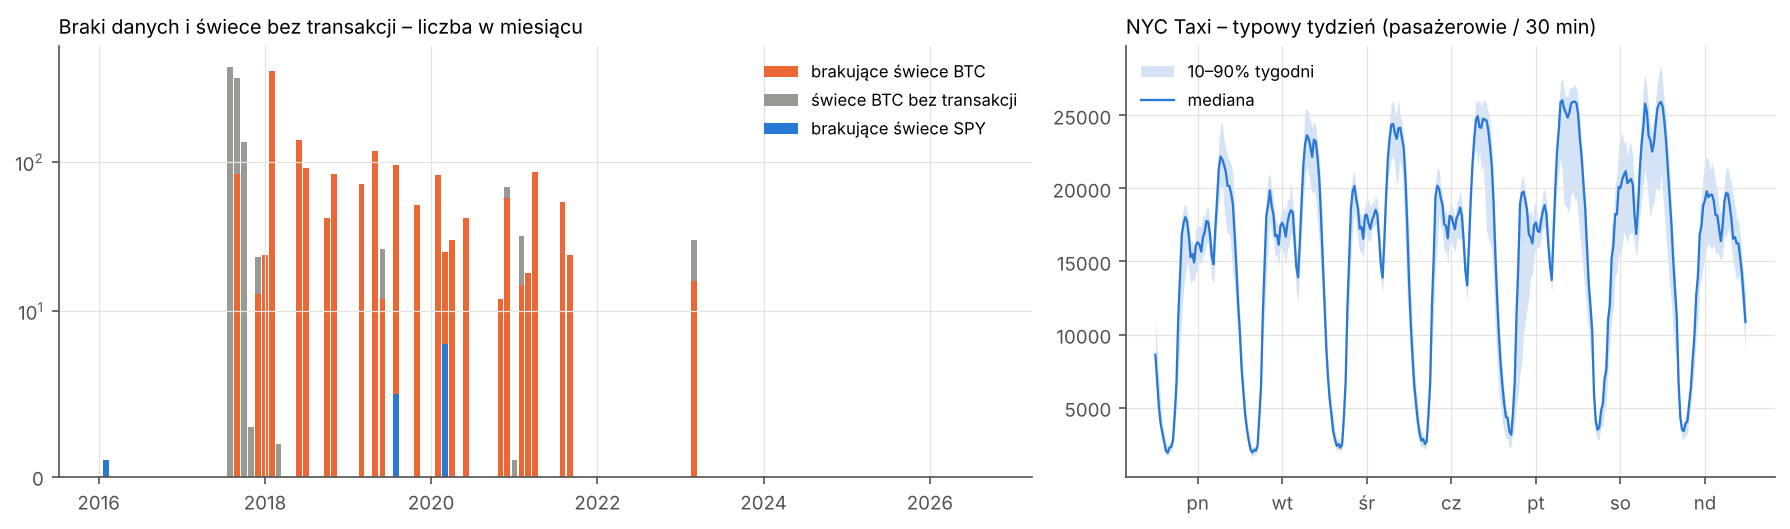 Braki danych i świece bez transakcji – liczba w miesiącu
brakujące świece BTC
świece BTC bez transakcji
brakujące świece SPY
10²
10¹
0
2016 2018 2020 2022 2024 2026
NYC Taxi – typowy tydzień (pasażerowie / 30 min)
10–90% tygodni
mediana
25000
20000
15000
10000
5000
pn wt śr cz pt so nd